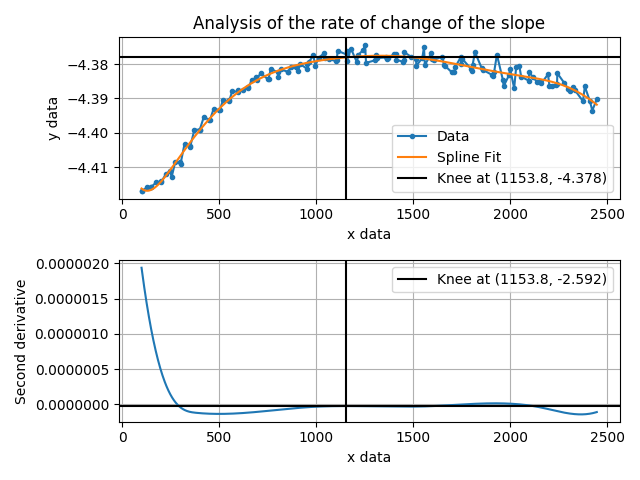 Analysis of the rate of change of the slope
y data
−4.38
−4.39
−4.40
−4.41
Data
Spline Fit
Knee at (1153.8, -4.378)
0
500
1000
1500
2000
2500
x data
Second derivative
0.0000020
0.0000015
0.0000010
0.0000005
0.0000000
Knee at (1153.8, -2.592)
0
500
1000
1500
2000
2500
x data